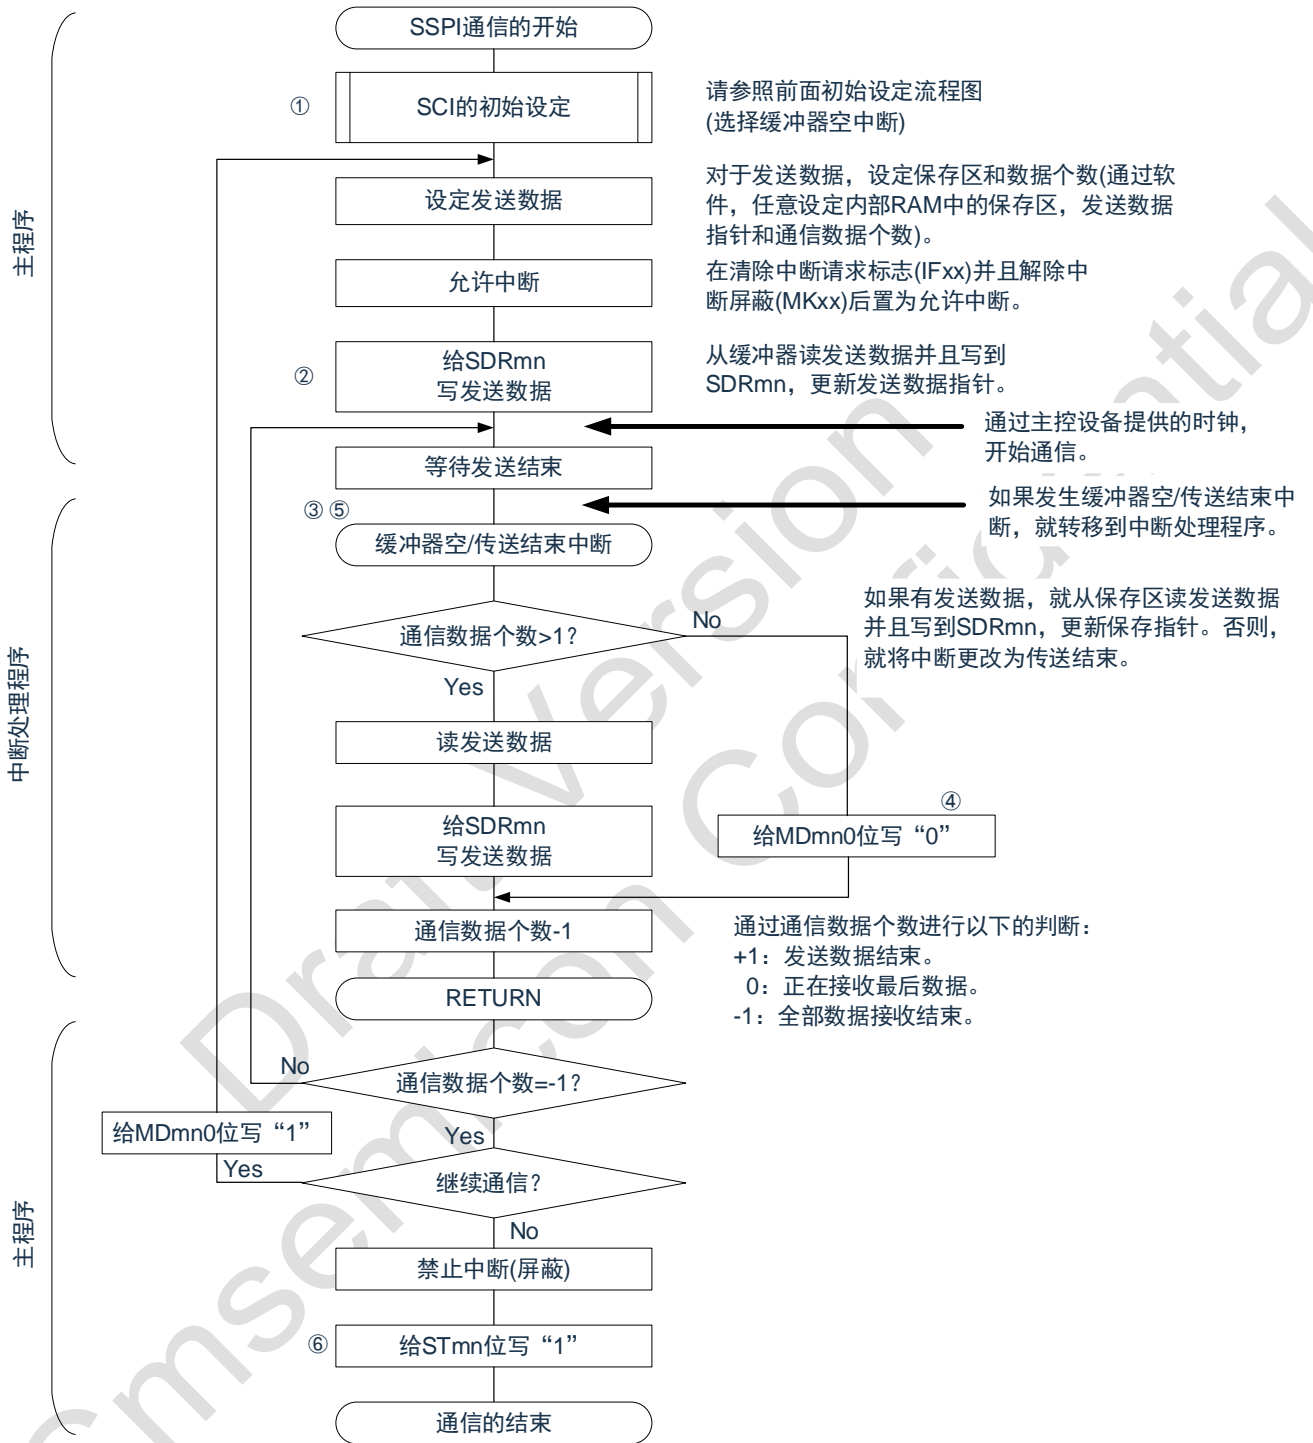 SSPI通信的开始
①
SCI的初始设定
请参照前面初始设定流程图
(选择缓冲器空中断)
主程序
设定发送数据
对于发送数据，设定保存区和数据个数(通过软
件，任意设定内部RAM中的保存区，发送数据
指针和通信数据个数)。
允许中断
在清除中断请求标志(IFxx)并且解除中
断屏蔽(MKxx)后置为允许中断。
②
给SDRmn
写发送数据
从缓冲器读发送数据并且写到
SDRmn，更新发送数据指针。
通过主控设备提供的时钟，
开始通信。
等待发送结束
③ ⑤
如果发生缓冲器空/传送结束中
断，就转移到中断处理程序。
缓冲器空/传送结束中断
中断处理程序
通信数据个数>1？
No
Yes
如果有发送数据，就从保存区读发送数据
并且写到SDRmn，更新保存指针。否则，
就将中断更改为传送结束。
读发送数据
给SDRmn
写发送数据
④
给MDmn0位写“0”
通信数据个数-1
通过通信数据个数进行以下的判断：
+1：发送数据结束。
0：正在接收最后数据。
-1：全部数据接收结束。
RETURN
主程序
No
通信数据个数=-1？
Yes
给MDmn0位写“1”
Yes
继续通信？
No
禁止中断(屏蔽)
⑥
给STmn位写“1”
通信的结束
Draft Version
Cmsemicon Confidential